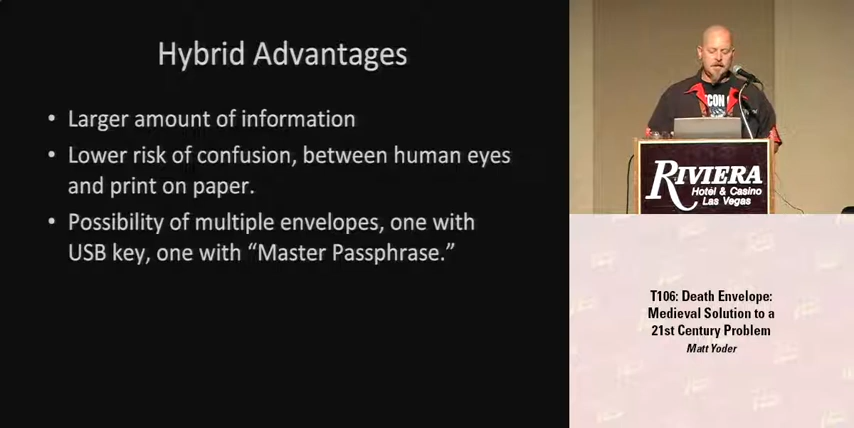 Hybrid Advantages
• Larger amount of information
• Lower risk of confusion, between human eyes
and print on paper.
• Possibility of multiple envelopes, one with
USB key, one with “Master Passphrase.”
CON
RIVIERA
Hotel & Casino
Las Vegas
T106: Death Envelope:
Medieval Solution to a
21st Century Problem
Matt Yoder